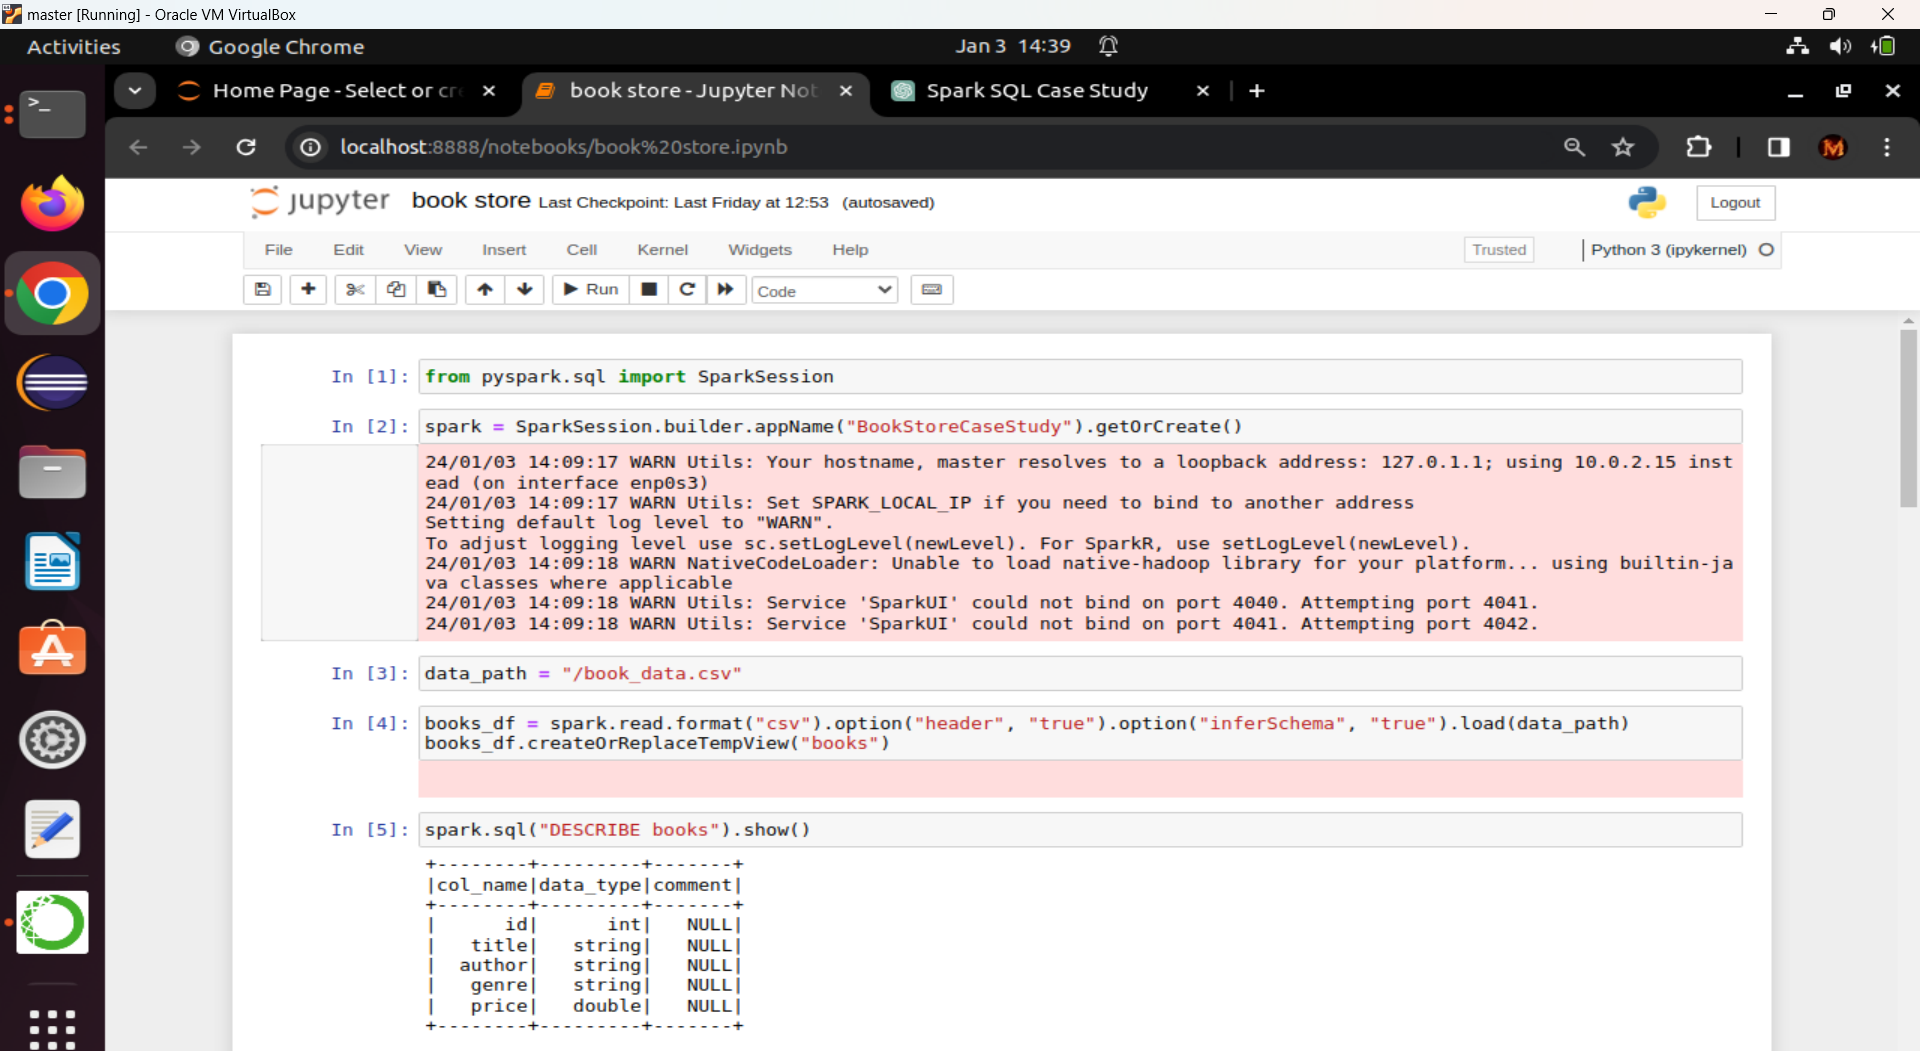 master [Running] - Oracle VM VirtualBox
Activities
Google Chrome
Jan 3 14:39
Home Page - Select or cre
book store - Jupyter Not
Spark SQL Case Study
localhost:8888/notebooks/book%20store.ipynb
jupyter
book store Last Checkpoint: Last Friday at 12:53 (autosaved)
Logout
File Edit View Insert Cell Kernel Widgets Help
Trusted
Python 3 (ipykernel)
Run
Code
In [1]: from pyspark.sql import SparkSession
In [2]: spark = SparkSession.builder.appName("BookStoreCaseStudy").getOrCreate()
24/01/03 14:09:17 WARN Utils: Your hostname, master resolves to a loopback address: 127.0.1.1; using 10.0.2.15 inst
ead (on interface enp0s3)
24/01/03 14:09:17 WARN Utils: Set SPARK_LOCAL_IP if you need to bind to another address
Setting default log level to "WARN".
To adjust logging level use sc.setLogLevel(newLevel). For SparkR, use setLogLevel(newLevel).
24/01/03 14:09:18 WARN NativeCodeLoader: Unable to load native-hadoop library for your platform... using builtin-ja
va classes where applicable
24/01/03 14:09:18 WARN Utils: Service 'SparkUI' could not bind on port 4040. Attempting port 4041.
24/01/03 14:09:18 WARN Utils: Service 'SparkUI' could not bind on port 4041. Attempting port 4042.
In [3]: data_path = "/book_data.csv"
In [4]: books_df = spark.read.format("csv").option("header", "true").option("inferSchema", "true").load(data_path)
books_df.createOrReplaceTempView("books")
In [5]: spark.sql("DESCRIBE books").show()
+--------+---------+-------+
|col_name|data_type|comment|
+--------+---------+-------+
|      id|      int|   NULL|
|   title|   string|   NULL|
|  author|   string|   NULL|
|   genre|   string|   NULL|
|   price|   double|   NULL|
+--------+---------+-------+